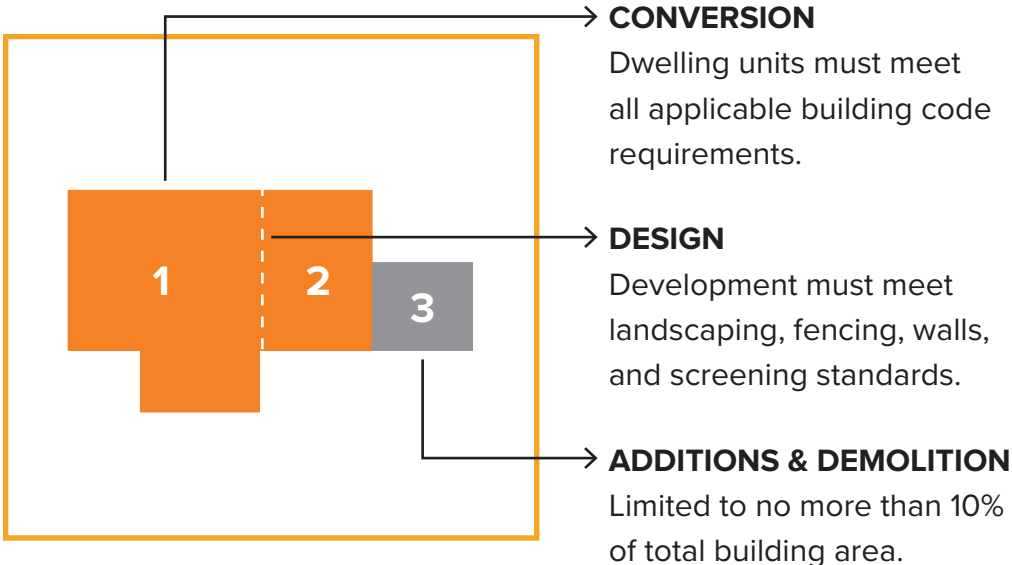 CONVERSION
Dwelling units must meet
all applicable building code
requirements.
1
2
3
DESIGN
Development must meet
landscaping, fencing, walls,
and screening standards.
ADDITIONS & DEMOLITION
Limited to no more than 10%
of total building area.